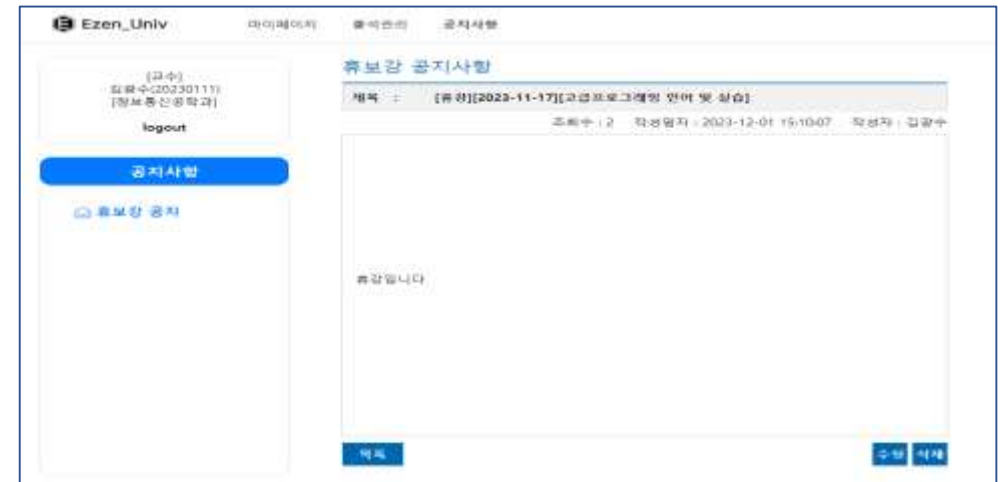 Ezen_Univ 마이페이지 출석관리 공지사항
[교수]
김광수(20230111)
[정보통신공학과]
logout
공지사항
휴보강 공지
휴보강 공지사항
제목 : [휴강][2023-11-17][고급프로그래밍 언어 및 실습]
조회수 : 2 작성일자 : 2023-12-01 15:10:07 작성자 : 김광수
휴강입니다
목록 수정 삭제